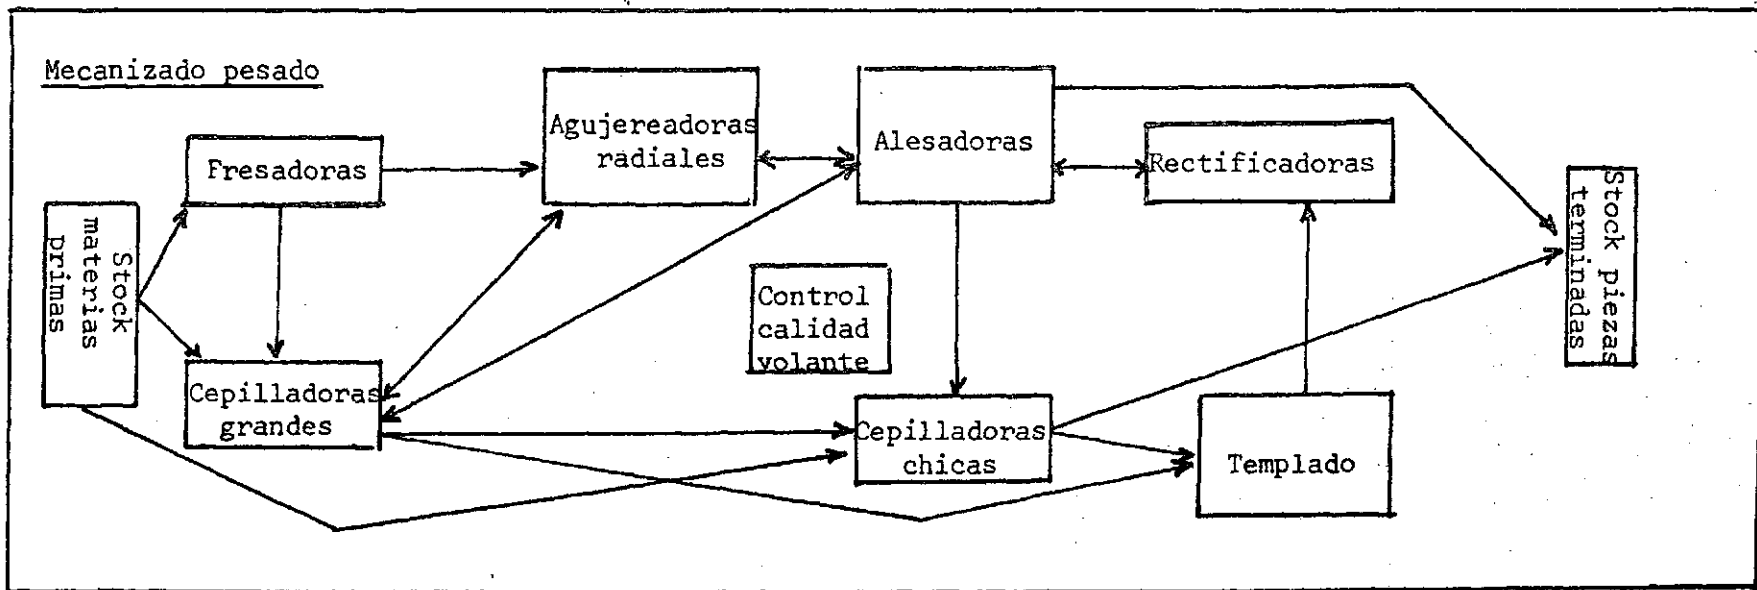 Mecanizado pesado
Agujereadoras
radiales
Alesadoras
Fresadoras
Rectificadoras
Stock
materias
primas
Stock piezas
terminadas
Control
calidad
volante
Cepilladoras
grandes
Cepilladoras
chicas
Templado